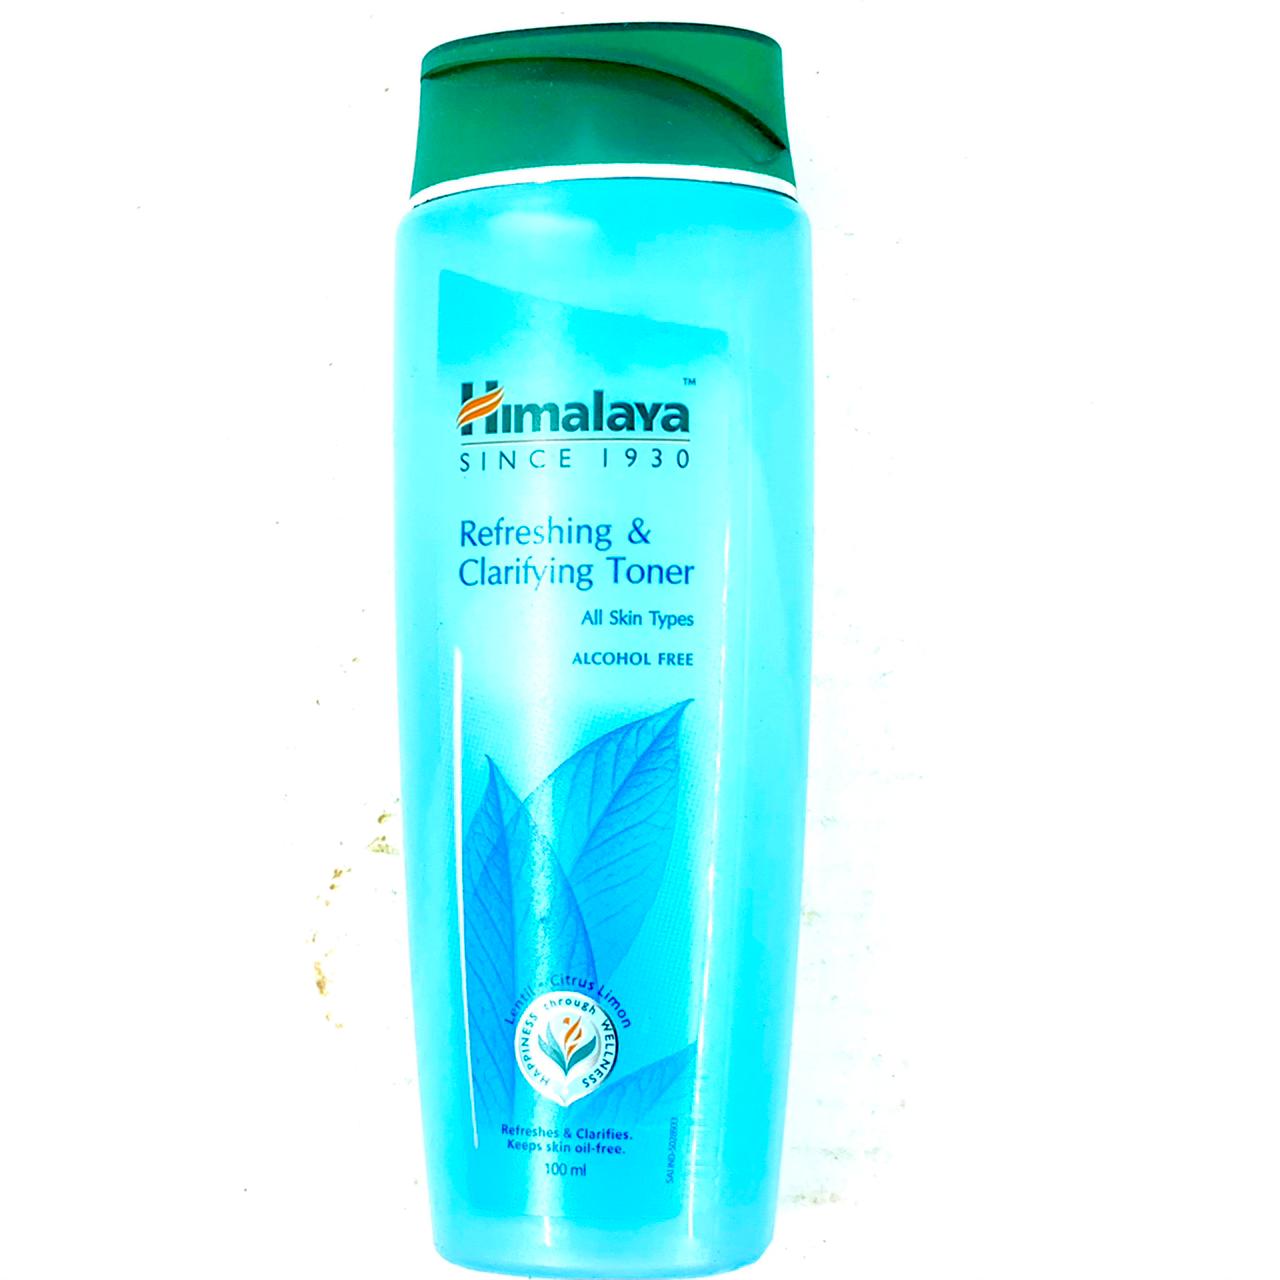 Himalaya™
SINCE 1930
Refreshing &
Clarifying Toner
All Skin Types
ALCOHOL FREE
Lentil • Citrus Limon
HAPPINESS through WELLNESS
Refreshes & Clarifies.
Keeps skin oil-free.
100 ml